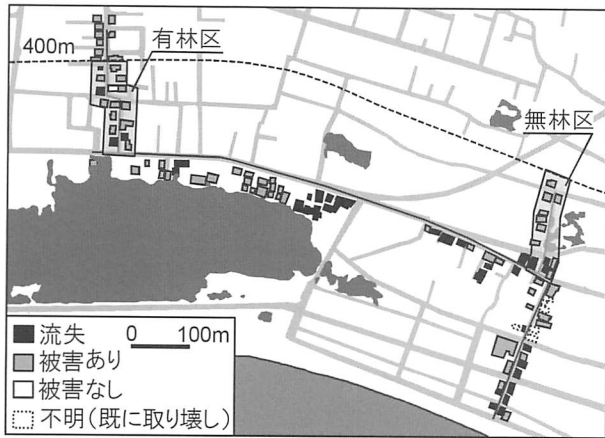 400m
有林区
無林区
流失 0 100m
被害あり
被害なし
不明(既に取り壊し)